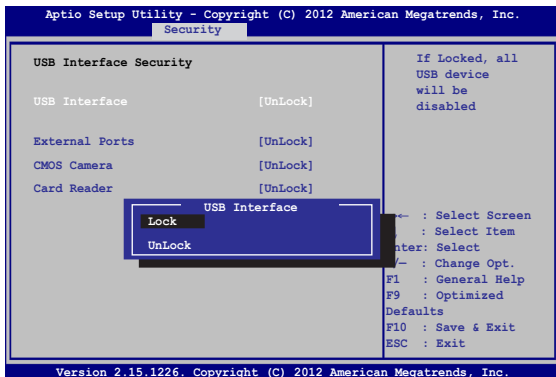 Aptio Setup Utility - Copyright (C) 2012 American Megatrends, Inc.
Security
USB Interface Security
USB Interface [UnLock]
External Ports [UnLock]
CMOS Camera [UnLock]
Card Reader [UnLock]
USB Interface
Lock
UnLock
If Locked, all
USB device
will be
disabled
: Select Screen
: Select Item
nter: Select
/— : Change Opt.
F1 : General Help
F9 : Optimized
Defaults
F10 : Save & Exit
ESC : Exit
Version 2.15.1226. Copyright (C) 2012 American Megatrends, Inc.